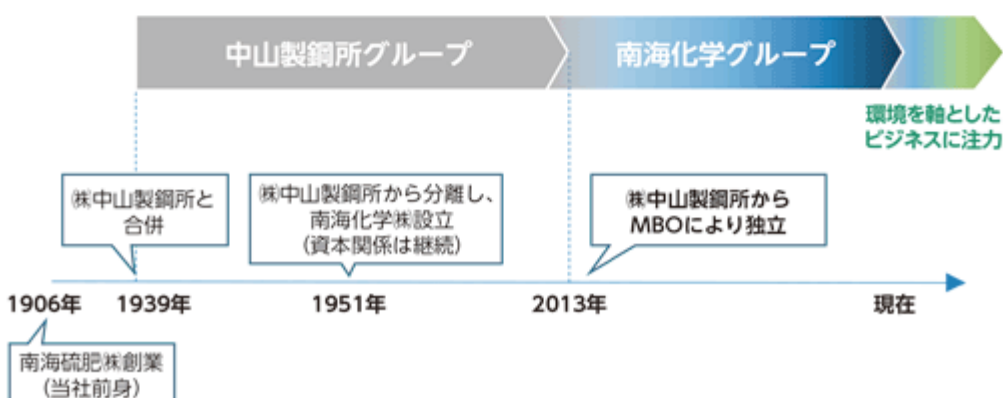 中山製鋼所グループ
南海化学グループ
環境を軸とした
ビジネスに注力
㈱中山製鋼所と
合併
㈱中山製鋼所から分離し、
南海化学㈱設立
(資本関係は継続)
㈱中山製鋼所から
MBOにより独立
1906年
1939年
1951年
2013年
現在
南海硫肥㈱創業
(当社前身)